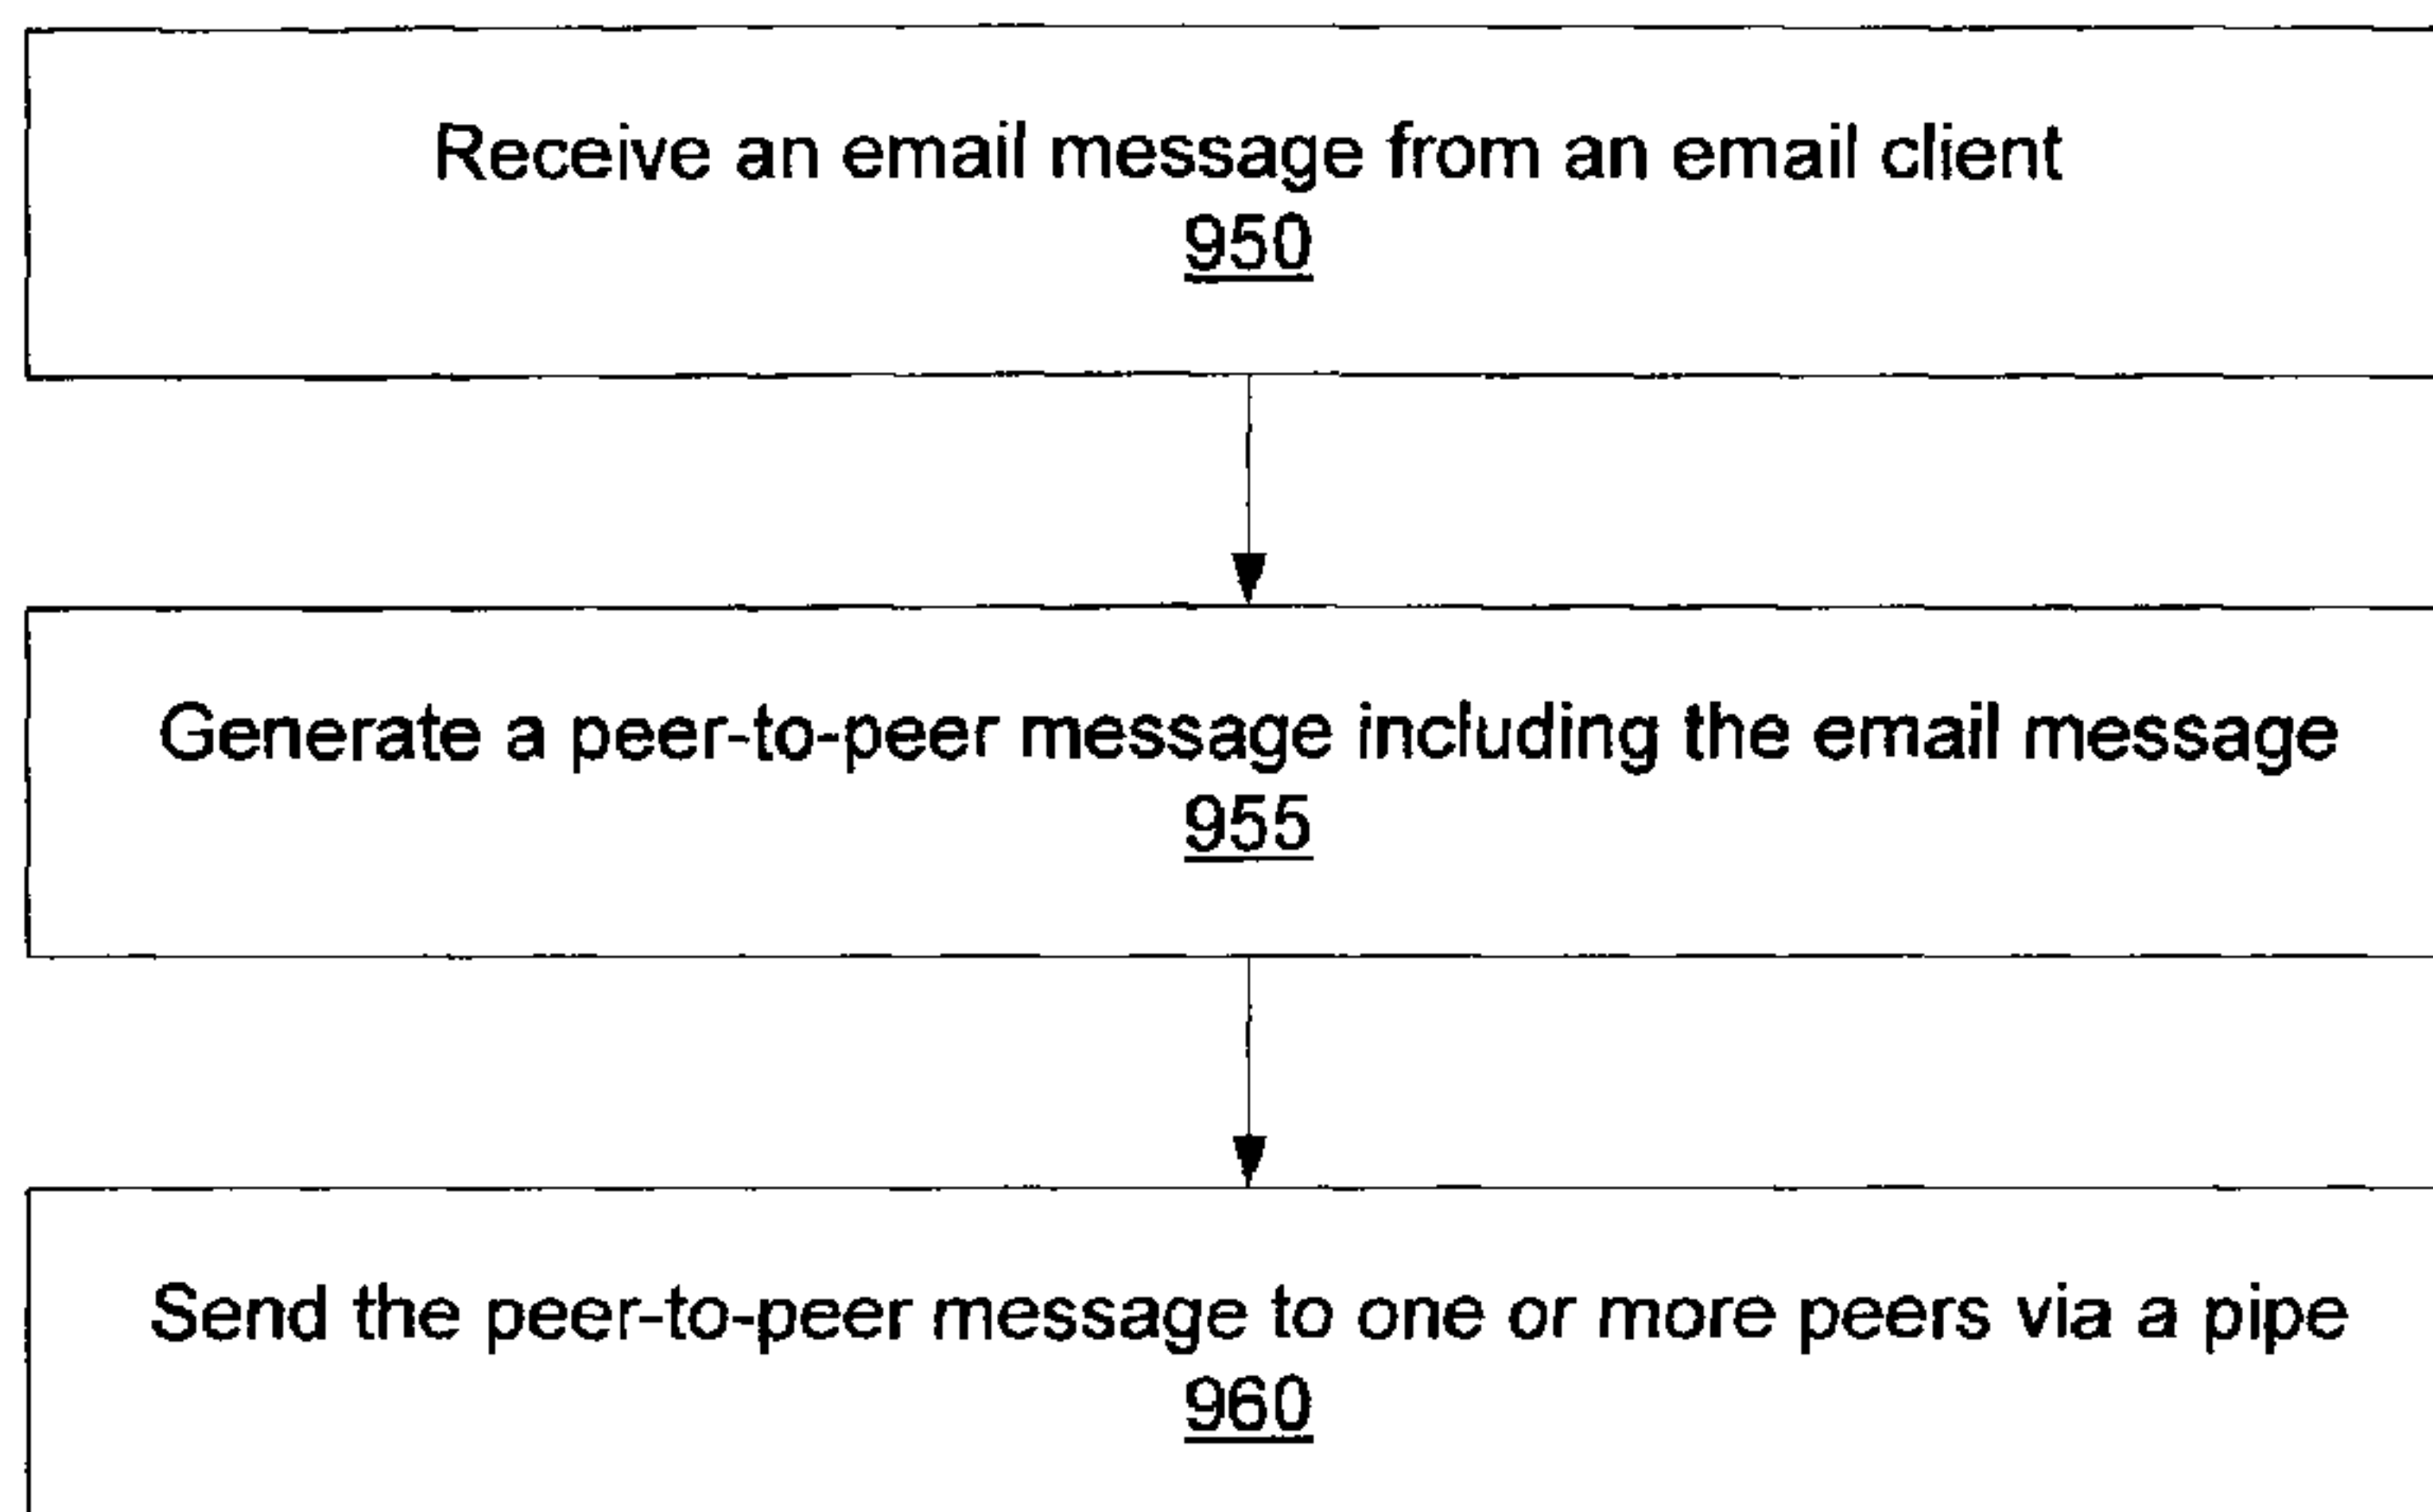 Receive an email message from an email client
950
Generate a peer-to-peer message including the email message
955
Send the peer-to-peer message to one or more peers via a pipe
960